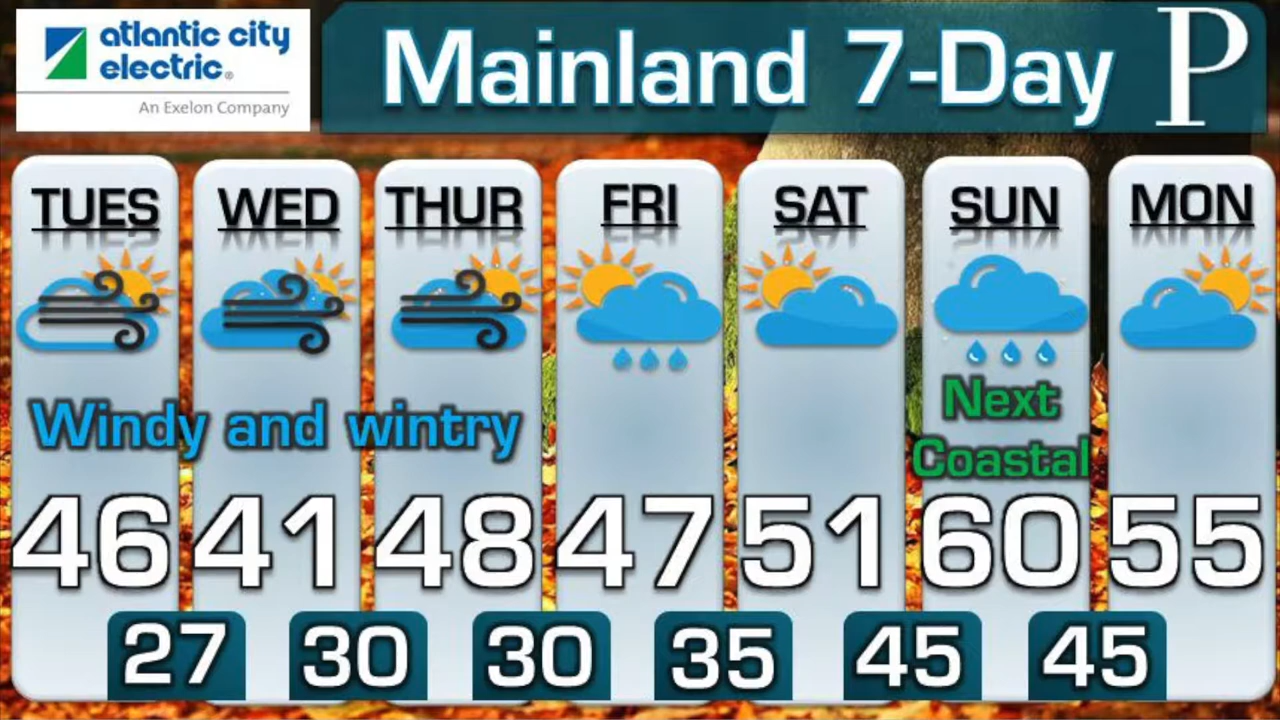 atlantic city
electric®
An Exelon Company
Mainland 7-Day P
TUES WED THUR FRI SAT SUN MON
Windy and wintry
Next
Coastal
46 41 48 47 51 60 55
27 30 30 35 45 45